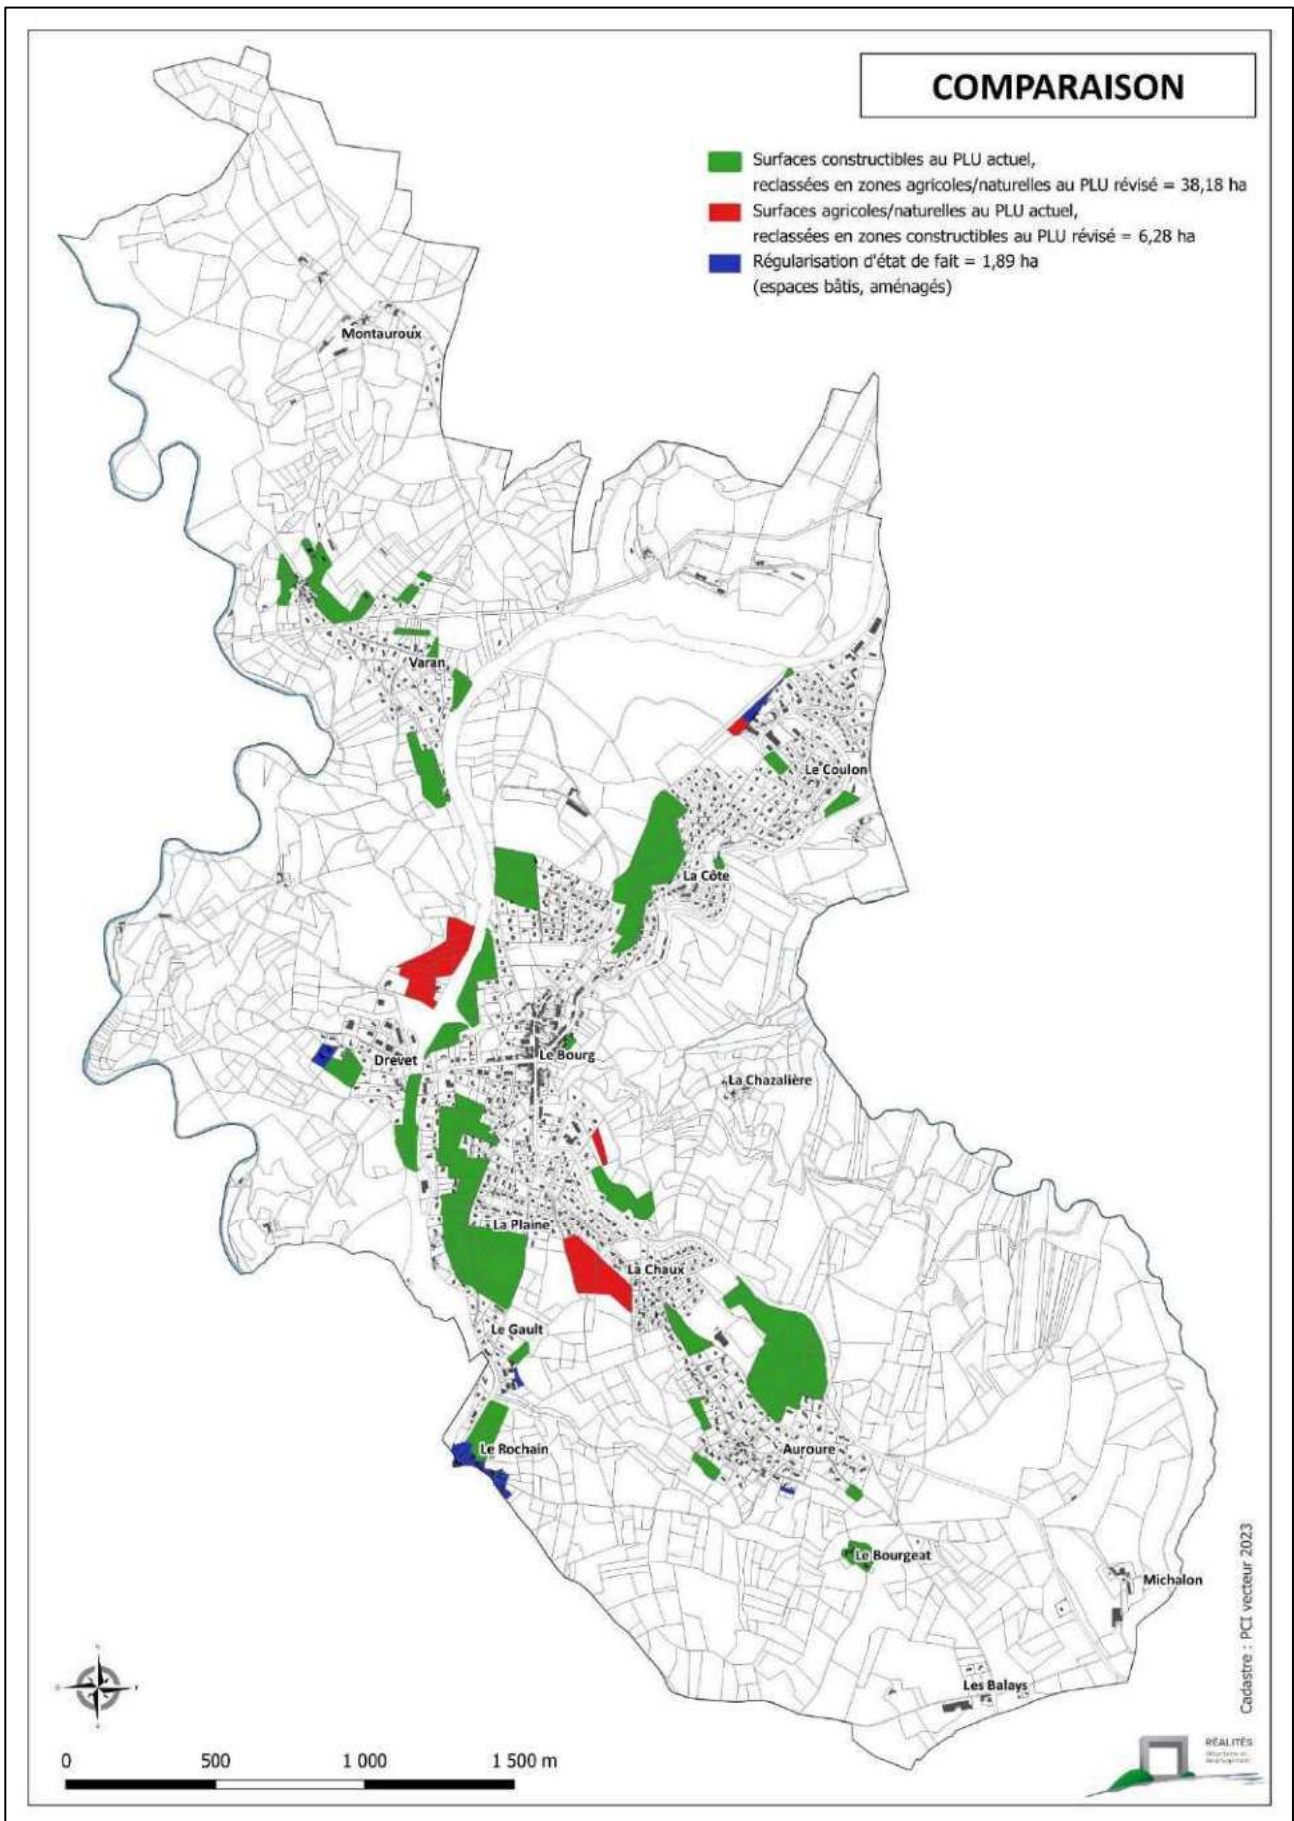 COMPARAISON
Surfaces constructibles au PLU actuel,
reclassées en zones agricoles/naturelles au PLU révisé = 38,18 ha
Surfaces agricoles/naturelles au PLU actuel,
reclassées en zones constructibles au PLU révisé = 6,28 ha
Régularisation d'état de fait = 1,89 ha
(espaces bâtis, aménagés)
Montauroux
Varan
Le Coulon
La Côte
Drevet
Le Bourg
La Chazalière
La Plaine
La Chaux
Le Gault
Le Rochain
Auroure
Le Bourgeat
Michalon
Les Balays
Cadastre : PCI vecteur 2023
0 500 1 000 1 500 m
RÉALITÉS